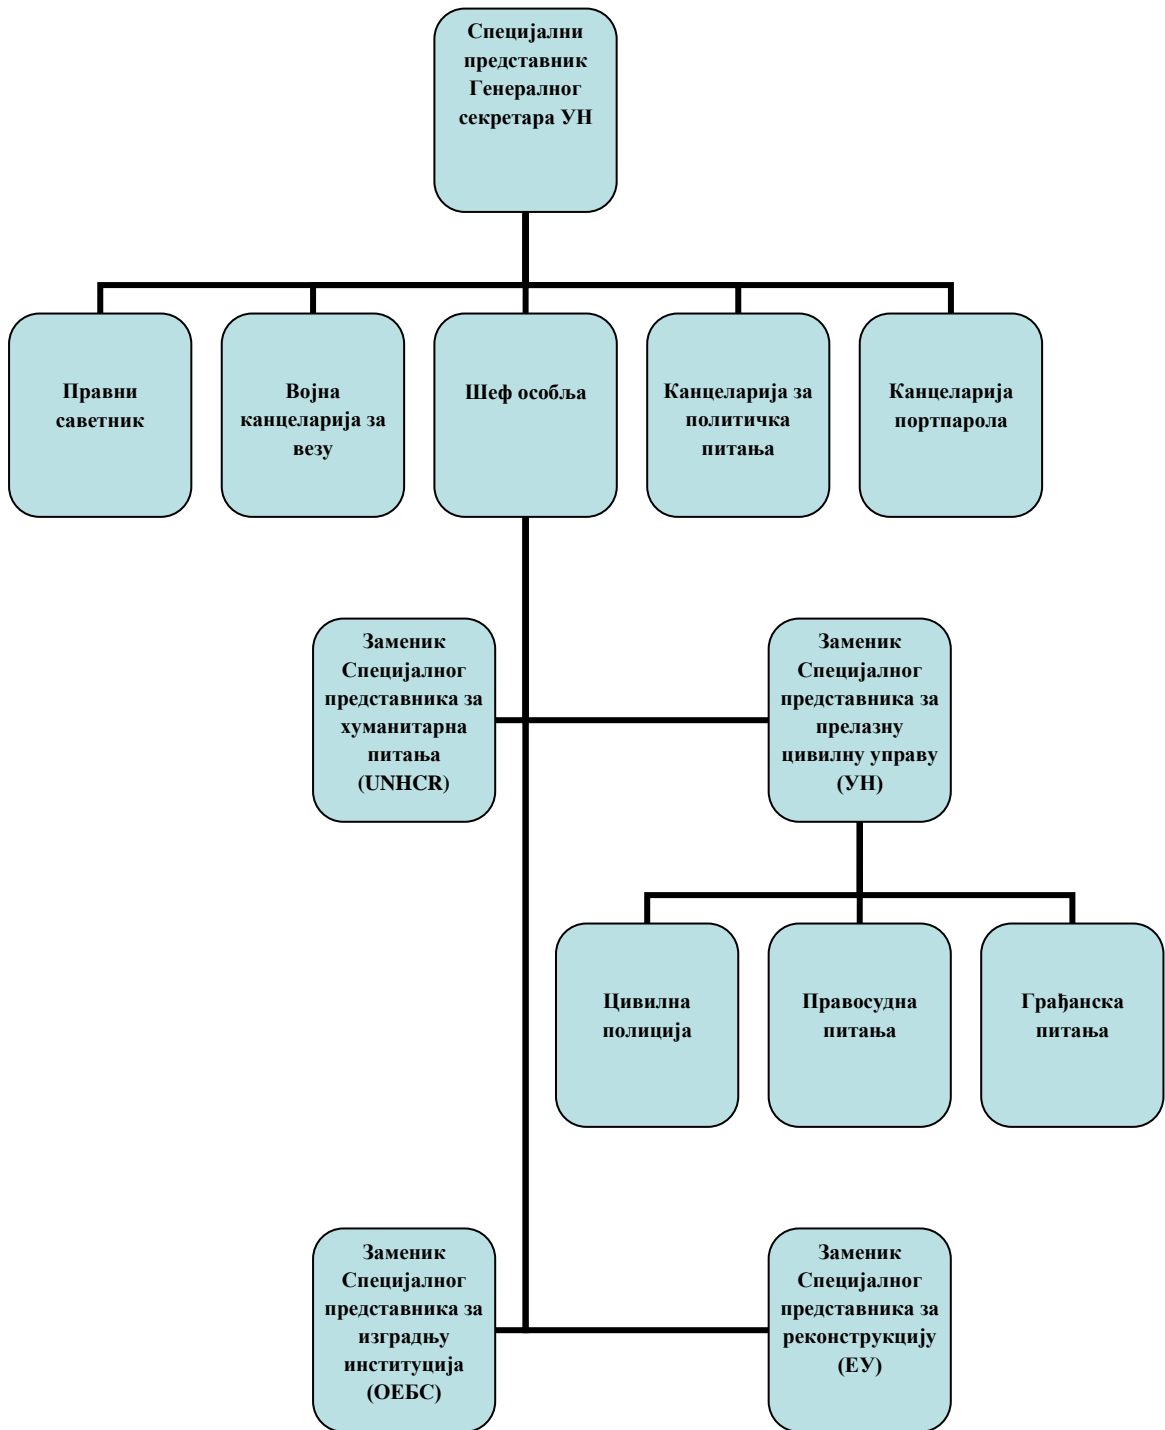 Специјални
представник
Генералног
секретара УН
Правни
саветник
Војна
канцеларија за
везу
Шеф особља
Канцеларија за
политичка
питања
Канцеларија
портпарола
Заменик
Специјалног
представника за
хуманитарна
питања
(UNHCR)
Заменик
Специјалног
представника за
прелазну
цивилну управу
(УН)
Цивилна
полиција
Правосудна
питања
Грађанска
питања
Заменик
Специјалног
представника за
изградњу
институција
(ОЕБС)
Заменик
Специјалног
представника за
реконструкцију
(ЕУ)